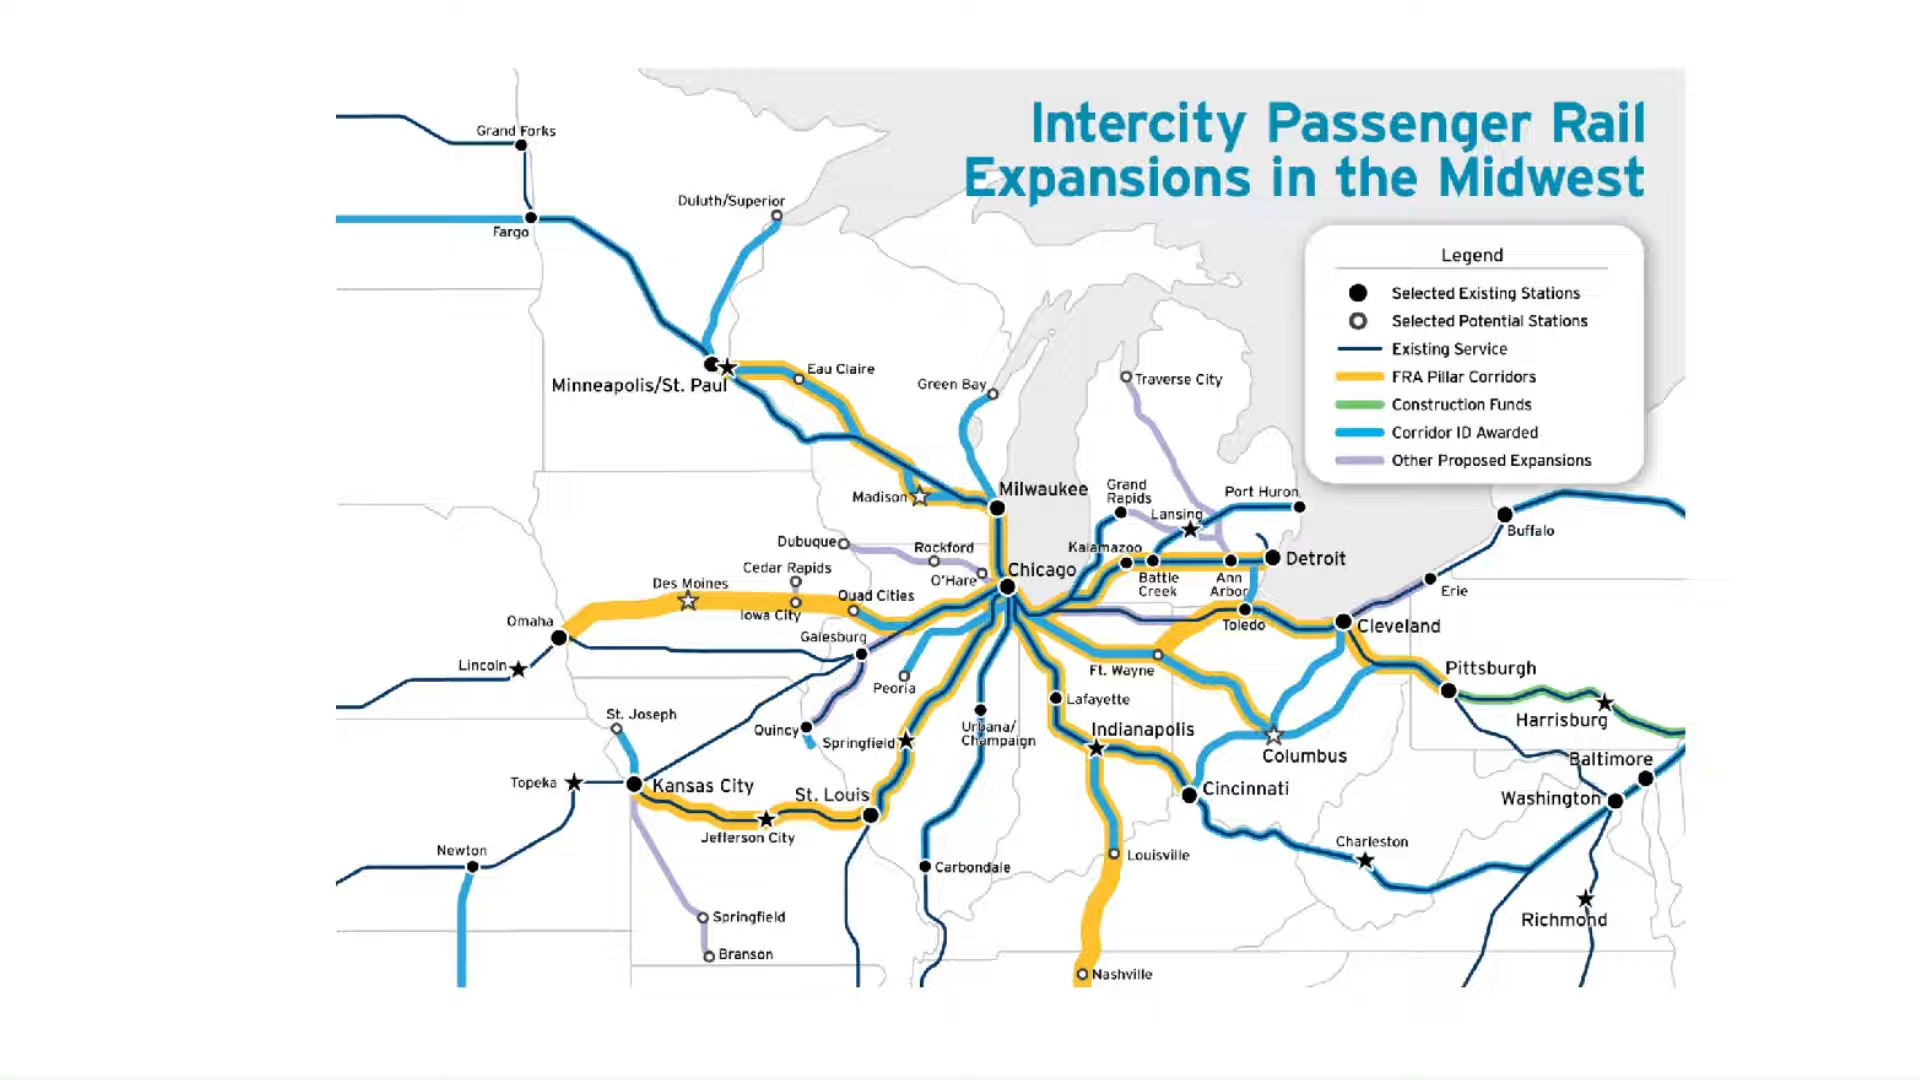 Intercity Passenger Rail
Expansions in the Midwest
Legend
Selected Existing Stations
Selected Potential Stations
Existing Service
FRA Pillar Corridors
Construction Funds
Corridor ID Awarded
Other Proposed Expansions
Grand Forks
Duluth/Superior
Fargo
Eau Claire
Minneapolis/St. Paul
Green Bay
Traverse City
Milwaukee
Madison
Grand
Rapids
Lansing
Port Huron
Buffalo
Dubuque
Rockford
Kalamazoo
Detroit
O'Hare
Chicago
Cedar Rapids
Des Moines
Battle
Creek
Ann
Arbor
Erie
Quad Cities
Iowa City
Omaha
Galesburg
Toledo
Cleveland
Lincoln
Ft. Wayne
Pittsburgh
Peoria
Lafayette
St. Joseph
Quincy
Springfield
Urbana/
Champaign
Indianapolis
Harrisburg
Columbus
Baltimore
Topeka
Kansas City
St. Louis
Cincinnati
Washington
Jefferson City
Newton
Charleston
Louisville
Carbondale
Springfield
Richmond
Branson
Nashville